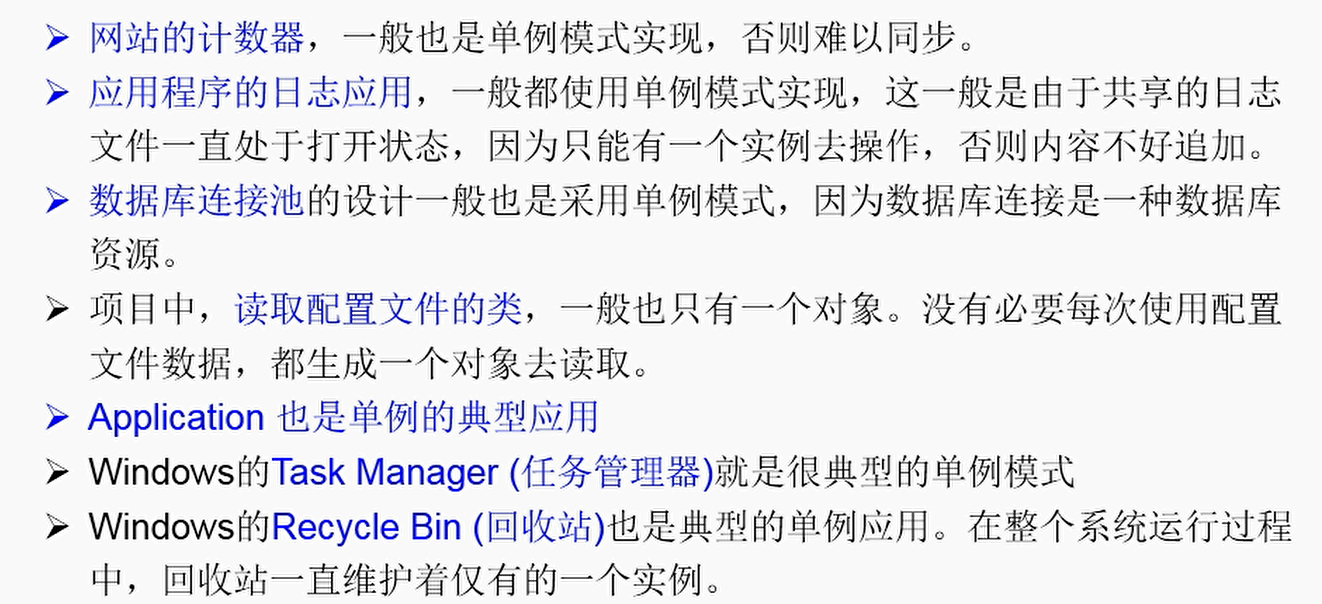 ➢ 网站的计数器，一般也是单例模式实现，否则难以同步。
➢ 应用程序的日志应用，一般都使用单例模式实现，这一般是由于共享的日志
文件一直处于打开状态，因为只能有一个实例去操作，否则内容不好追加。
➢ 数据库连接池的设计一般也是采用单例模式，因为数据库连接是一种数据库
资源。
➢ 项目中，读取配置文件的类，一般也只有一个对象。没有必要每次使用配置
文件数据，都生成一个对象去读取。
➢ Application 也是单例的典型应用
➢ Windows的Task Manager (任务管理器)就是很典型的单例模式
➢ Windows的Recycle Bin (回收站)也是典型的单例应用。在整个系统运行过程
中，回收站一直维护着仅有的一个实例。